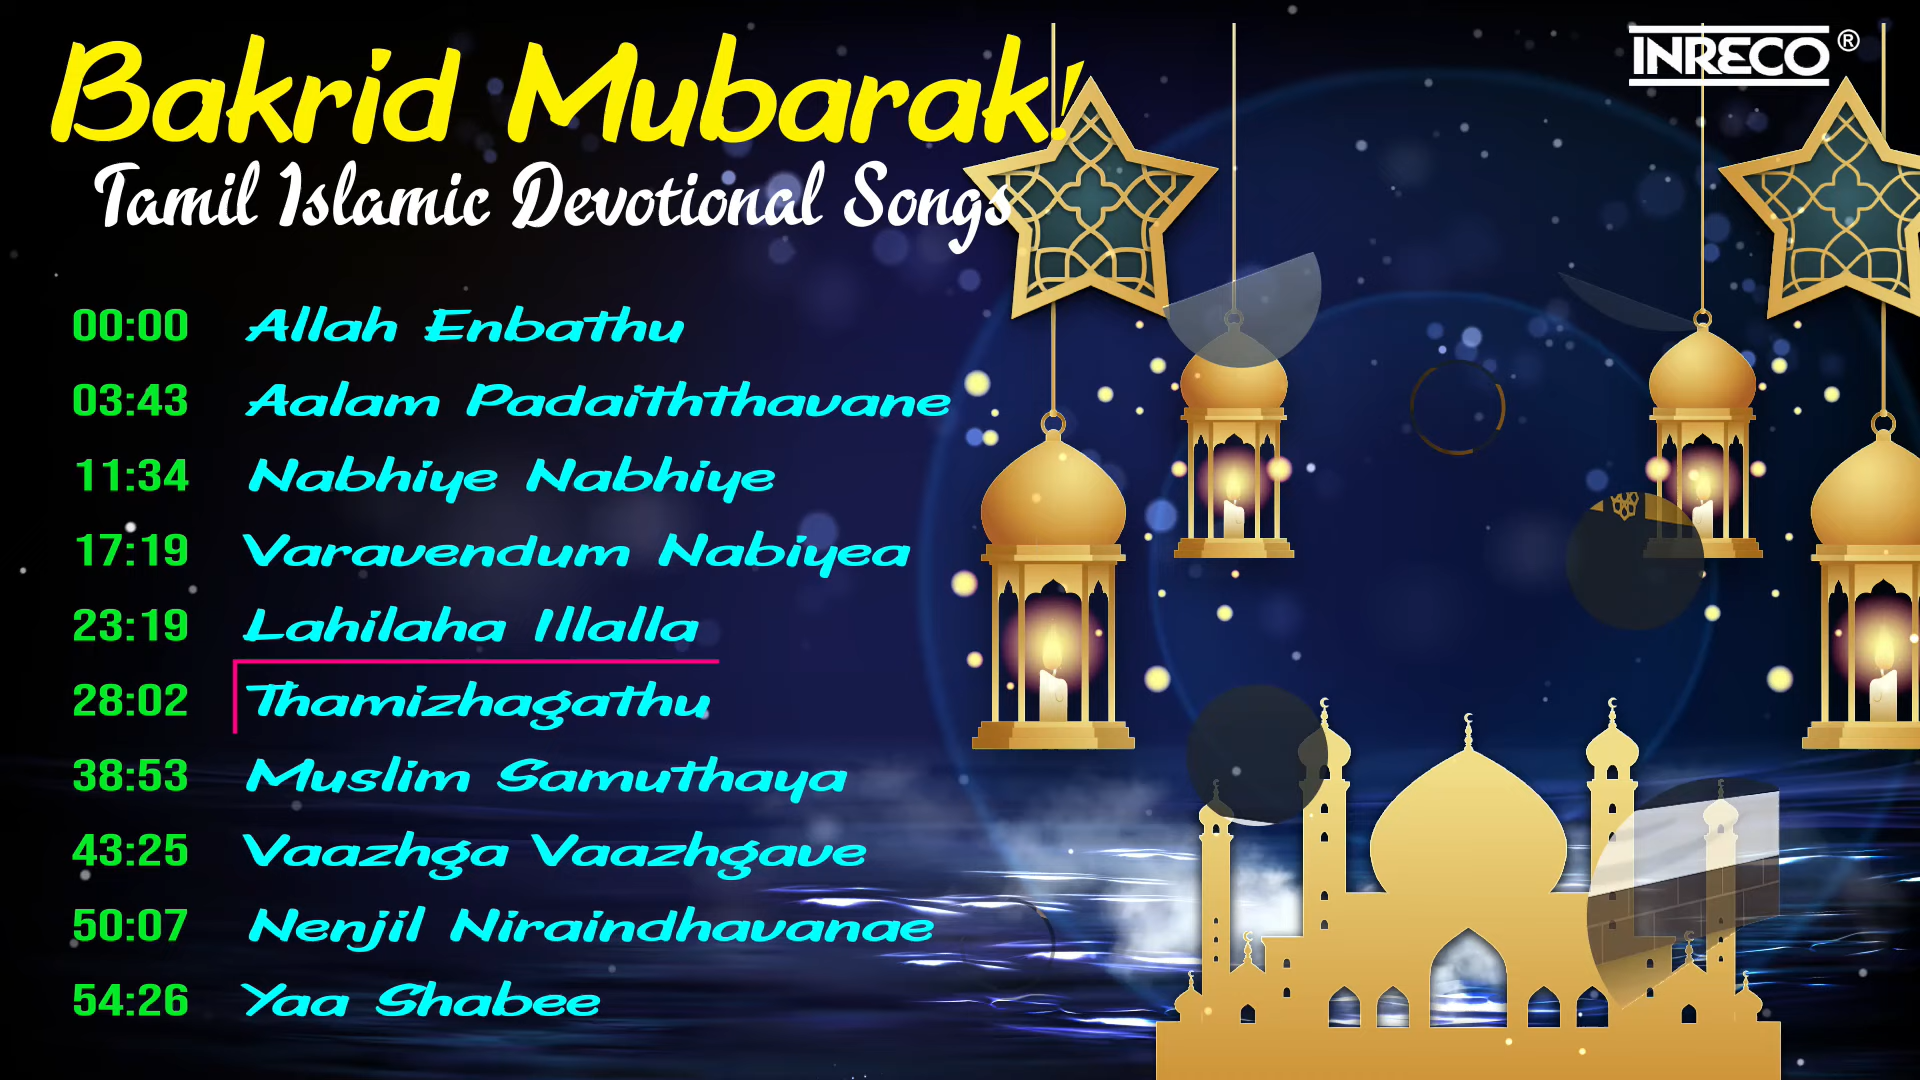 Bakrid Mubarak!
INRECO®
Tamil Islamic Devotional Songs
00:00 Allah Enbathu
03:43 Aalam Padaiththavane
11:34 Nabhiye Nabhiye
17:19 Varavendum Nabiyea
23:19 Lahilaha Illalla
28:02 Thamizhagathu
38:53 Muslim Samuthaya
43:25 Vaazhga Vaazhgave
50:07 Nenjil Niraindhavanae
54:26 Yaa Shabee